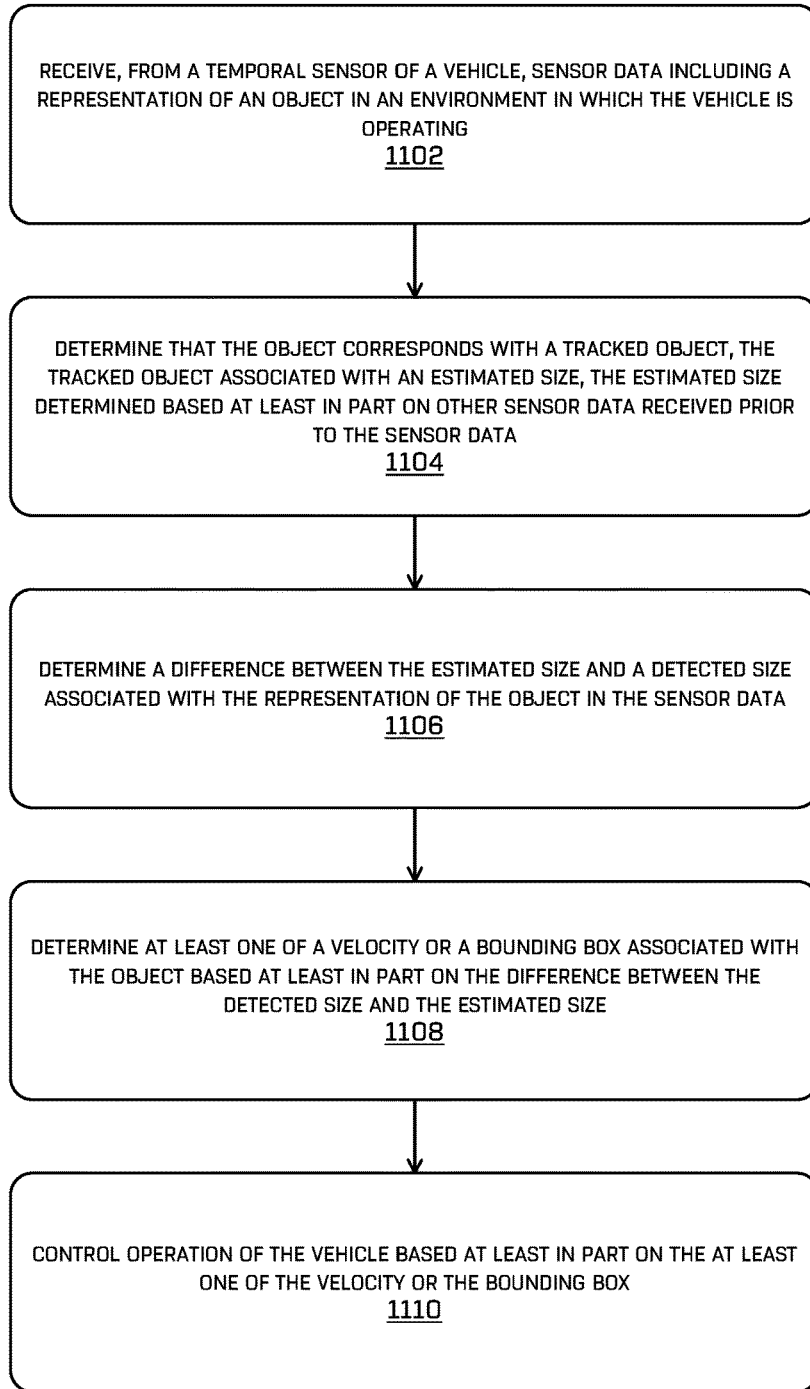 RECEIVE, FROM A TEMPORAL SENSOR OF A VEHICLE, SENSOR DATA INCLUDING A
REPRESENTATION OF AN OBJECT IN AN ENVIRONMENT IN WHICH THE VEHICLE IS
OPERATING
1102
DETERMINE THAT THE OBJECT CORRESPONDS WITH A TRACKED OBJECT, THE
TRACKED OBJECT ASSOCIATED WITH AN ESTIMATED SIZE, THE ESTIMATED SIZE
DETERMINED BASED AT LEAST IN PART ON OTHER SENSOR DATA RECEIVED PRIOR
TO THE SENSOR DATA
1104
DETERMINE A DIFFERENCE BETWEEN THE ESTIMATED SIZE AND A DETECTED SIZE
ASSOCIATED WITH THE REPRESENTATION OF THE OBJECT IN THE SENSOR DATA
1106
DETERMINE AT LEAST ONE OF A VELOCITY OR A BOUNDING BOX ASSOCIATED WITH
THE OBJECT BASED AT LEAST IN PART ON THE DIFFERENCE BETWEEN THE
DETECTED SIZE AND THE ESTIMATED SIZE
1108
CONTROL OPERATION OF THE VEHICLE BASED AT LEAST IN PART ON THE AT LEAST
ONE OF THE VELOCITY OR THE BOUNDING BOX
1110